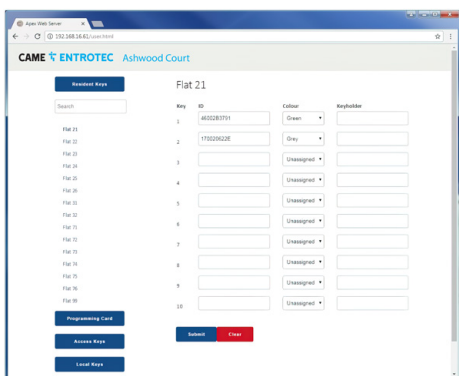 Apex Web Server
192.168.16.61/user.html
CAME ENTROTEC Ashwood Court
Resident Keys
Search
Flat 21
Flat 22
Flat 23
Flat 24
Flat 25
Flat 26
Flat 31
Flat 32
Flat 71
Flat 72
Flat 73
Flat 74
Flat 75
Flat 76
Flat 99
Programming Card
Access Keys
Local Keys
Flat 21
Key ID Colour Keyholder
1 46002B3791 Green
2 170020622E Grey
3 Unassigned
4 Unassigned
5 Unassigned
6 Unassigned
7 Unassigned
8 Unassigned
9 Unassigned
10 Unassigned
Submit Clear